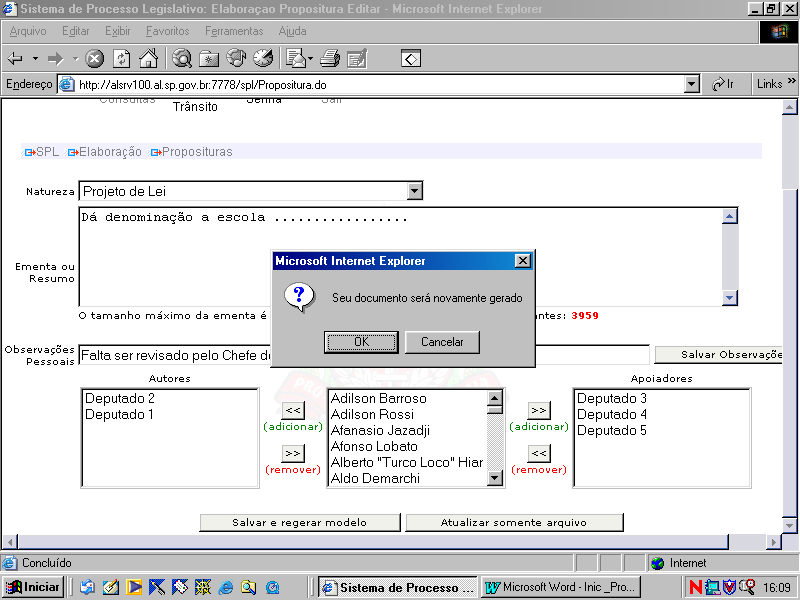 Sistema de Processo Legislativo: Elaboraçao Propositura Editar - Microsoft Internet Explorer
Arquivo Editar Exibir Favoritos Ferramentas Ajuda
Endereço http://alsrv100.al.sp.gov.br:7778/spl/Propositura.do Ir Links »
Consultas Trânsito Senha Sair
SPL Elaboração Proposituras
Natureza Projeto de Lei
Dá denominação a escola .................
Ementa ou
Resumo
Microsoft Internet Explorer
Seu documento será novamente gerado
OK Cancelar
O tamanho máximo da ementa é antes: 3959
Observações
Pessoais
Falta ser revisado pelo Chefe
Salvar Observaçõe
Autores Apoiadores
Deputado 2
Deputado 1
<<
(adicionar)
>>
(remover)
Adilson Barroso
Adilson Rossi
Afanasio Jazadji
Afonso Lobato
Alberto "Turco Loco" Hiar
Aldo Demarchi
>>
(adicionar)
<<
(remover)
Deputado 3
Deputado 4
Deputado 5
Salvar e regerar modelo Atualizar somente arquivo
Concluído Internet
Iniciar Sistema de Processo ... Microsoft Word - Inic _Pro... 16:09